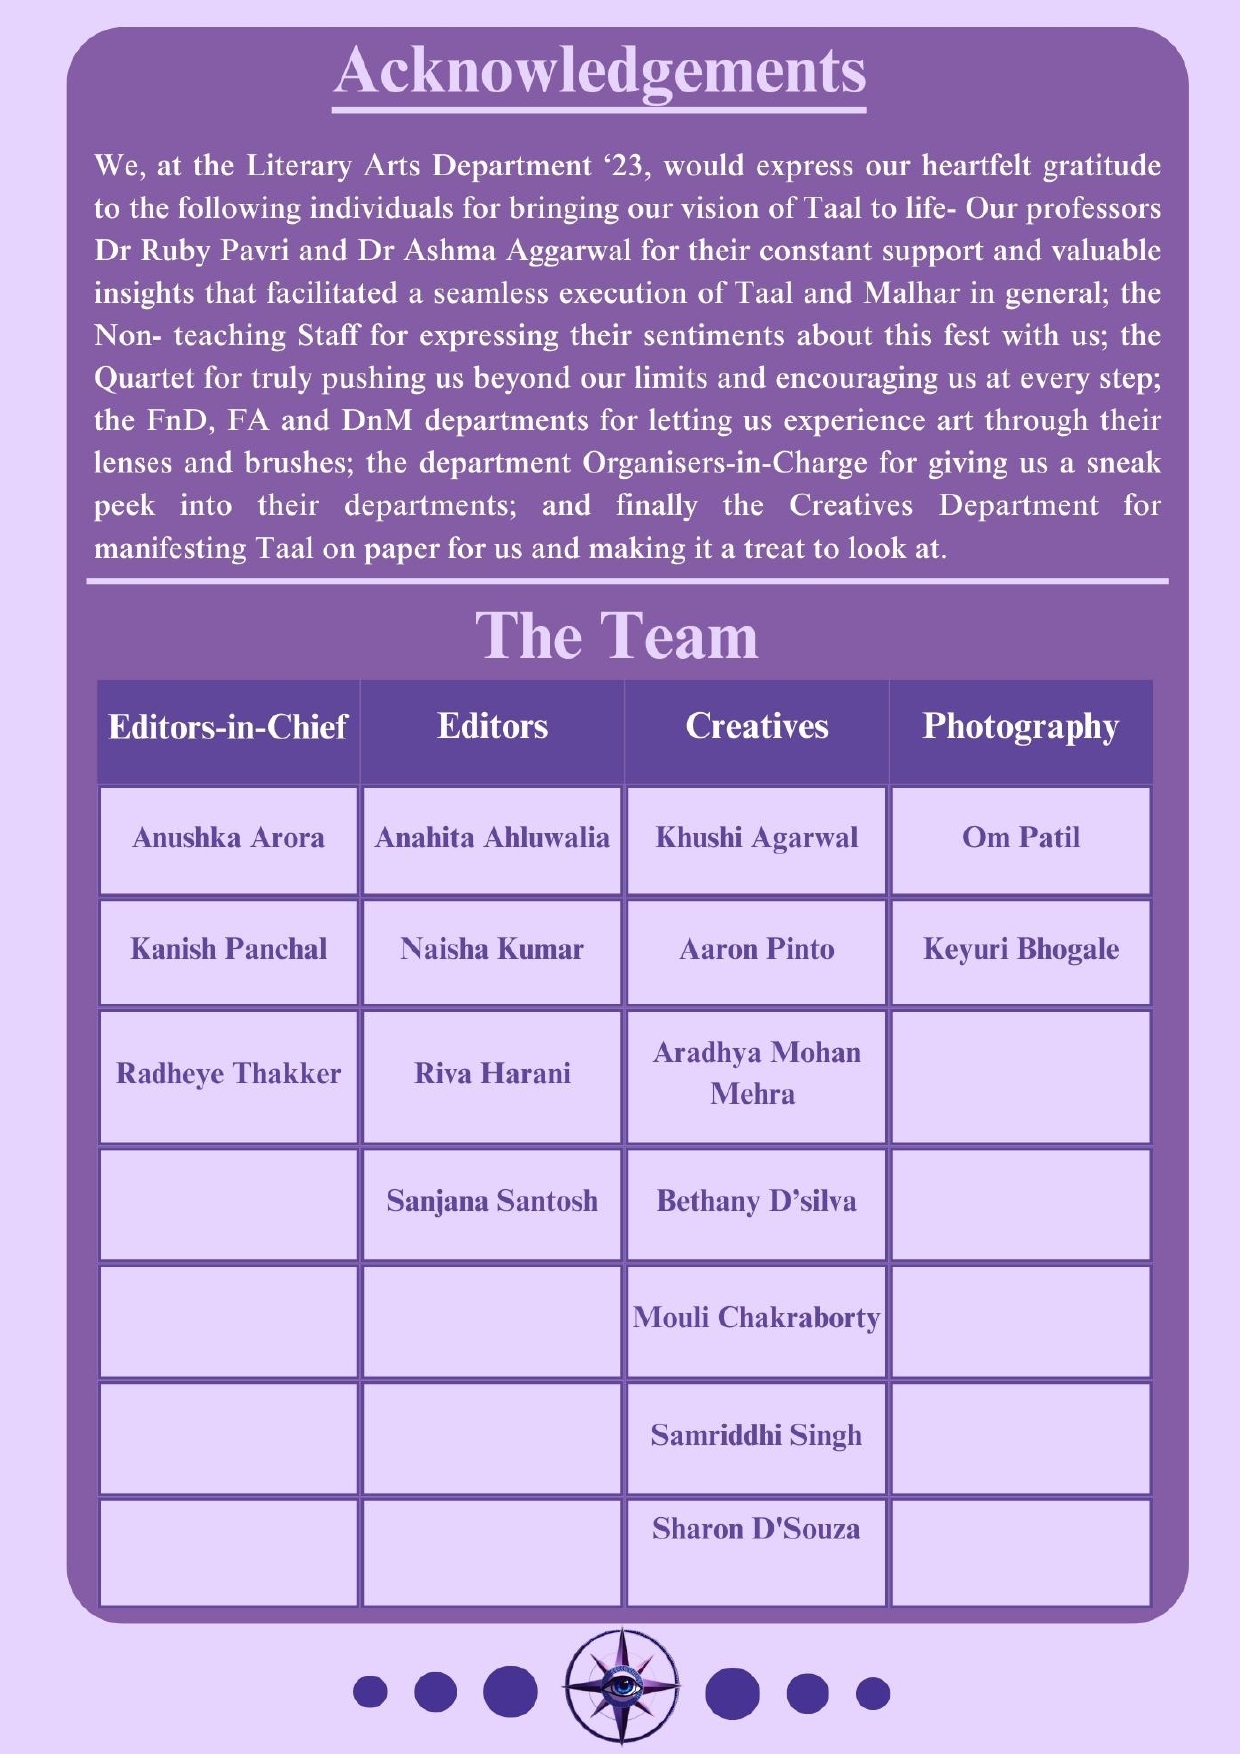 Acknowledgements
We, at the Literary Arts Department ‘23, would express our heartfelt gratitude
to the following individuals for bringing our vision of Taal to life- Our professors
Dr Ruby Pavri and Dr Ashma Aggarwal for their constant support and valuable
insights that facilitated a seamless execution of Taal and Malhar in general; the
Non- teaching Staff for expressing their sentiments about this fest with us; the
Quartet for truly pushing us beyond our limits and encouraging us at every step;
the FnD, FA and DnM departments for letting us experience art through their
lenses and brushes; the department Organisers-in-Charge for giving us a sneak
peek into their departments; and finally the Creatives Department for
manifesting Taal on paper for us and making it a treat to look at.
The Team
Editors-in-Chief Editors Creatives Photography
Anushka Arora Anahita Ahluwalia Khushi Agarwal Om Patil
Kanish Panchal Naisha Kumar Aaron Pinto Keyuri Bhogale
Radheye Thakker Riva Harani Aradhya Mohan
Mehra
Sanjana Santosh Bethany D’silva
Mouli Chakraborty
Samriddhi Singh
Sharon D'Souza